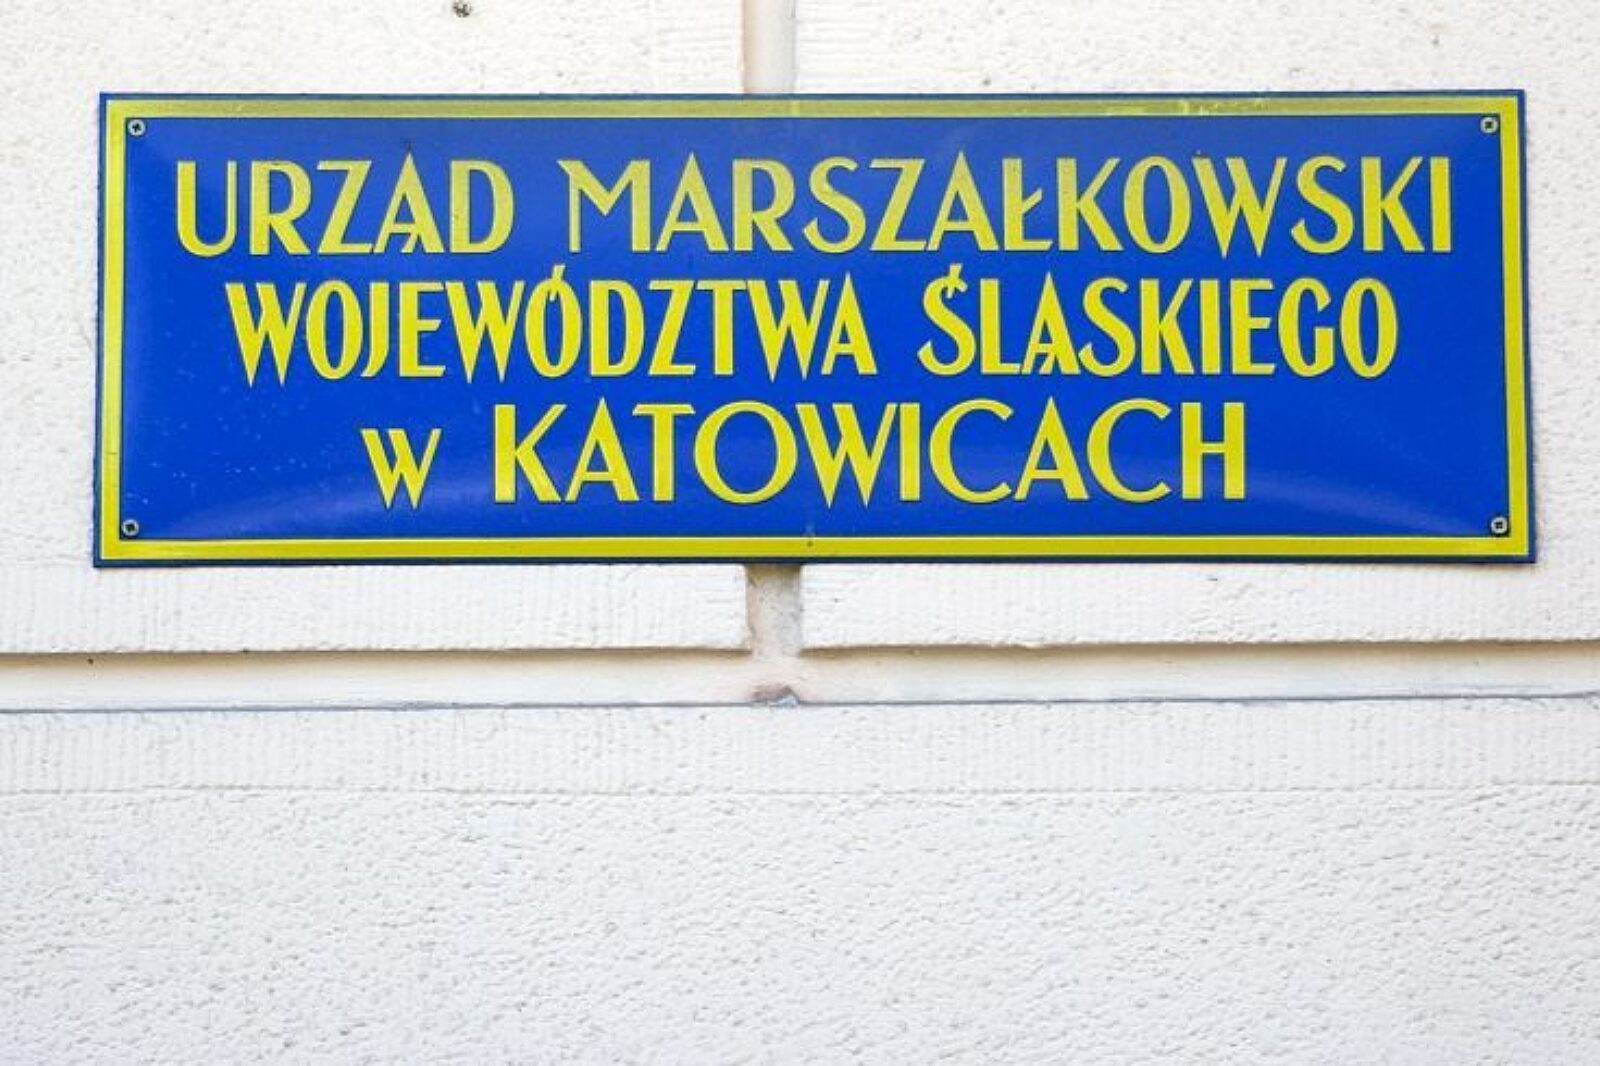 URZĄD MARSZAŁKOWSKI
WOJEWÓDZTWA ŚLĄSKIEGO
w KATOWICACH